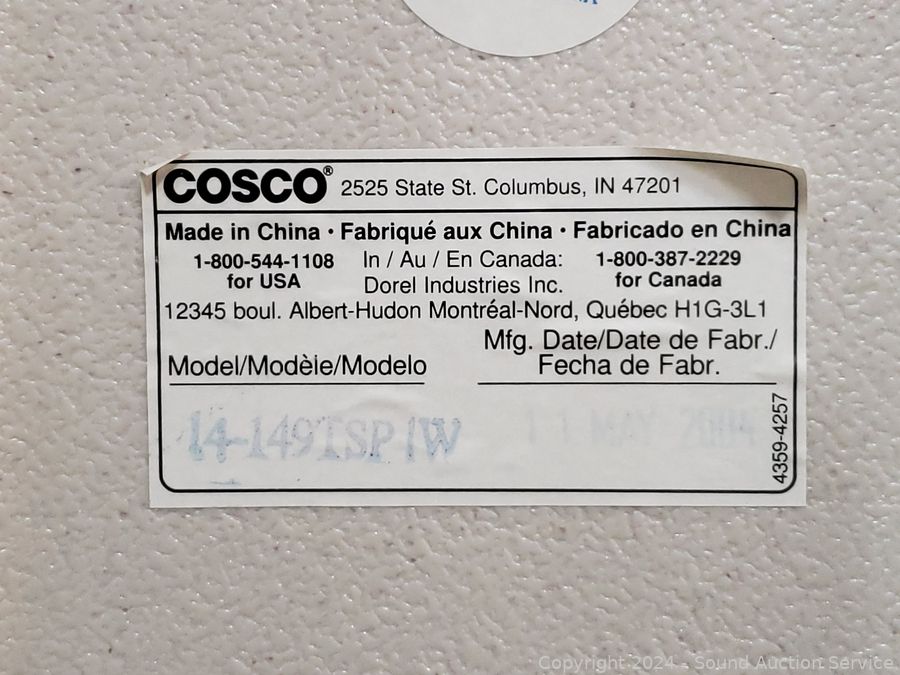 COSCO® 2525 State St. Columbus, IN 47201
Made in China • Fabriqué aux China • Fabricado en China
1-800-544-1108 In / Au / En Canada: 1-800-387-2229
for USA Dorel Industries Inc. for Canada
12345 boul. Albert-Hudon Montréal-Nord, Québec H1G-3L1
Mfg. Date/Date de Fabr./
Model/Modèie/Modelo Fecha de Fabr.
14-149TSP1W 11 MAY 2004
4359-4257
Copyright 2024 - Sound Auction Service